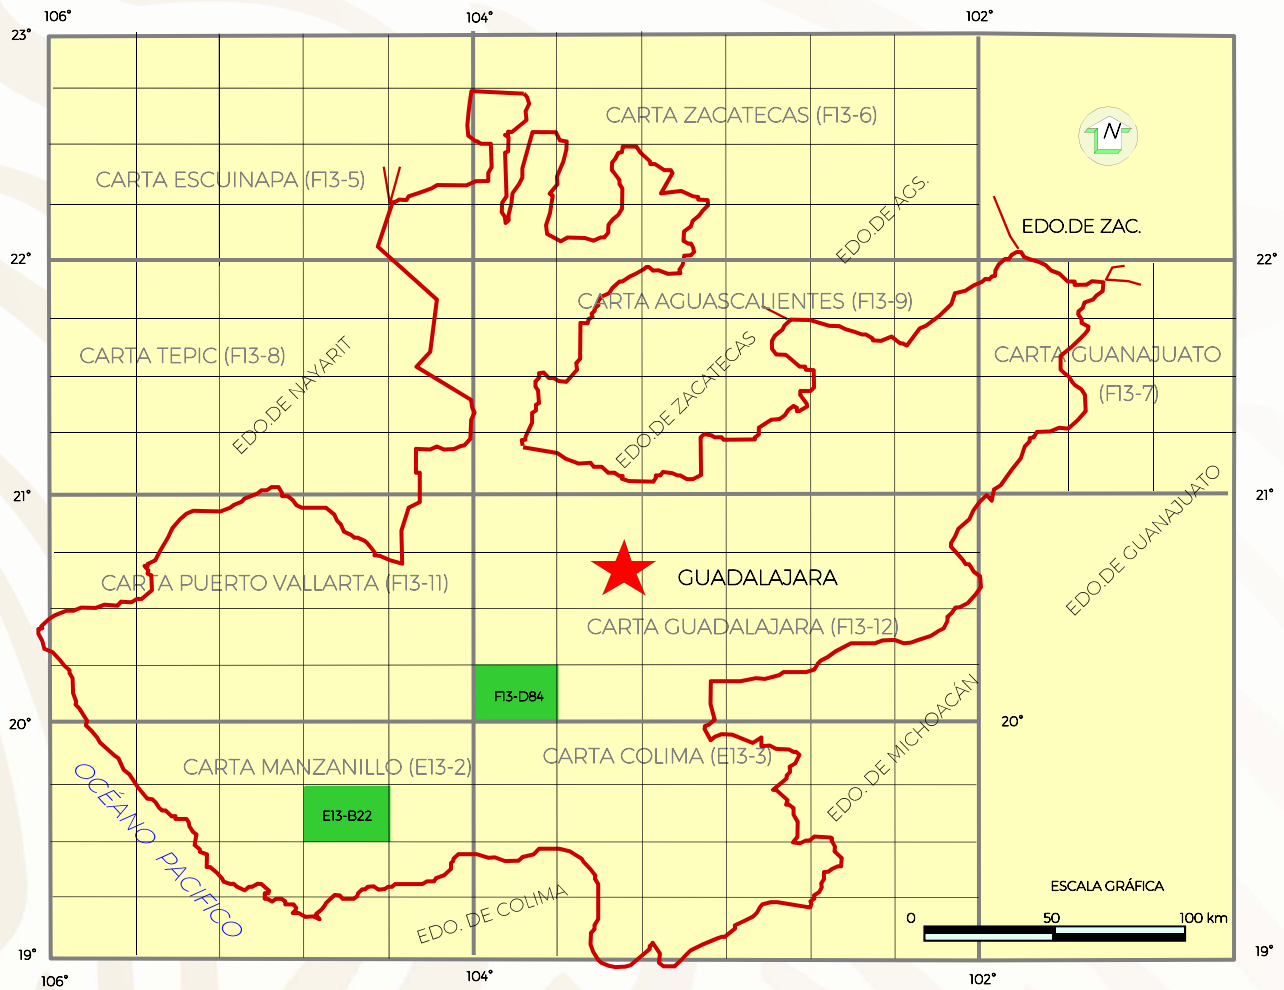 106°
104°
102°
23°
CARTA ZACATECAS (F13-6)
N
CARTA ESCUINAPA (F13-5)
EDO.DE AGS.
EDO.DE ZAC.
22°
22°
CARTA AGUASCALIENTES (F13-9)
CARTA TEPIC (F13-8)
EDO.DE NAYARIT
EDO.DE ZACATECAS
CARTA GUANAJUATO
(F13-7)
21°
21°
EDO.DE GUANAJUATO
CARTA PUERTO VALLARTA (F13-11)
GUADALAJARA
CARTA GUADALAJARA (F13-12)
F13-D84
20°
20°
EDO. DE MICHOACÁN
CARTA COLIMA (E13-3)
CARTA MANZANILLO (E13-2)
OCÉANO PACIFICO
E13-B22
EDO. DE COLIMA
ESCALA GRÁFICA
0 50 100 km
19°
19°
106°
104°
102°